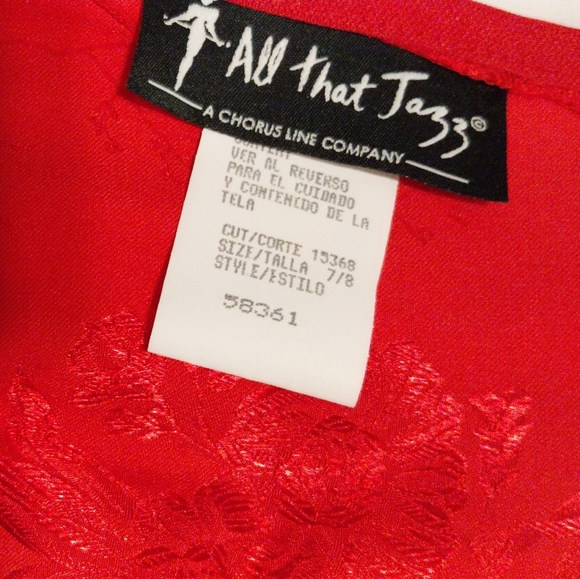 All that Jazz©
A CHORUS LINE COMPANY
VER AL REVERSO
PARA EL CUIDADO
Y CONTENIDO DE LA
TELA
CUT/CORTE 15368
SIZE/TALLA 7/8
STYLE/ESTILO
58361